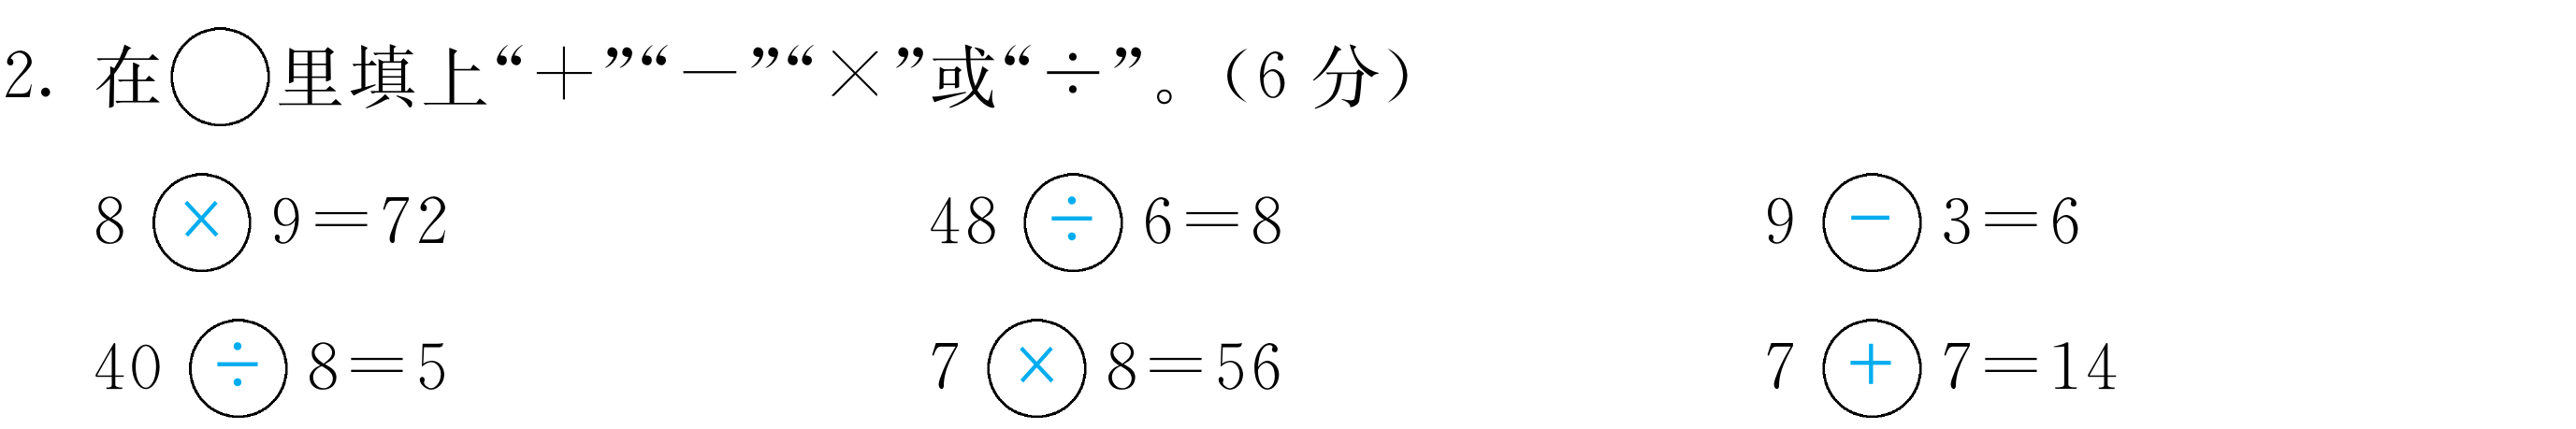 2. 在○里填上“＋”“－”“×”或“÷”。（6 分）
8 × 9＝72 48 ÷ 6＝8 9 － 3＝6
40 ÷ 8＝5 7 × 8＝56 7 ＋ 7＝14